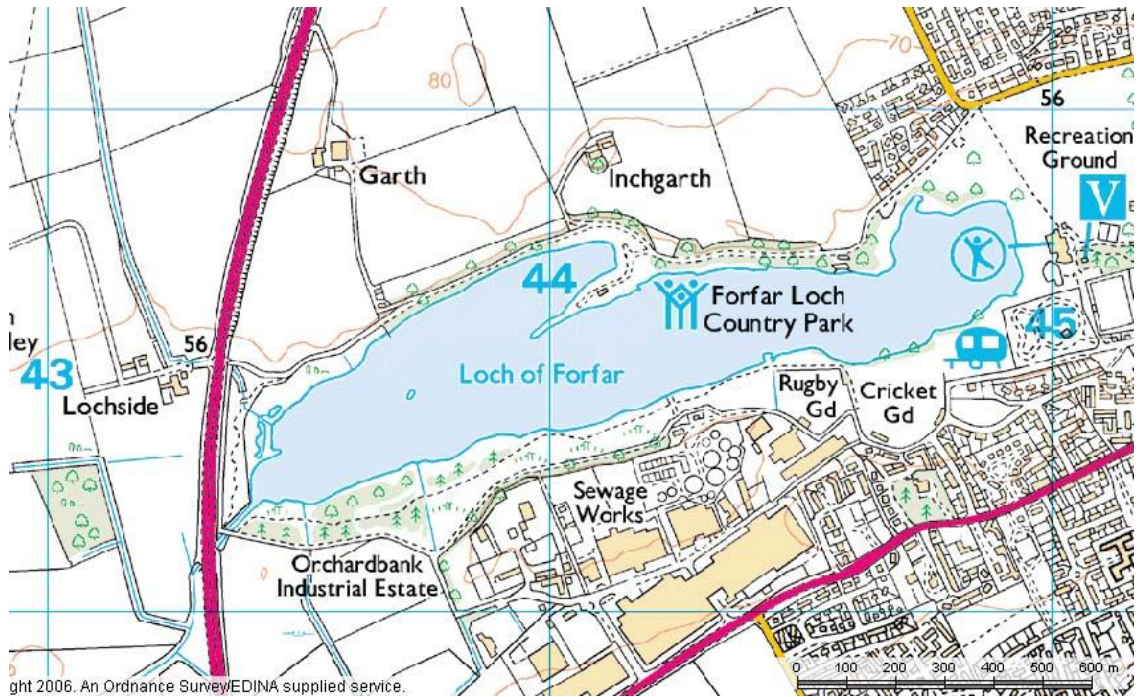 70
80
56
Recreation
Ground
V
Garth
Inchgarth
44
Forfar Loch
Country Park
45
56
ley
43
Loch of Forfar
Lochside
Rugby
Gd
Cricket
Gd
Sewage
Works
Orchardbank
Industrial Estate
0 100 200 300 400 500 600 m
ght 2006. An Ordnance Survey/EDINA supplied service.